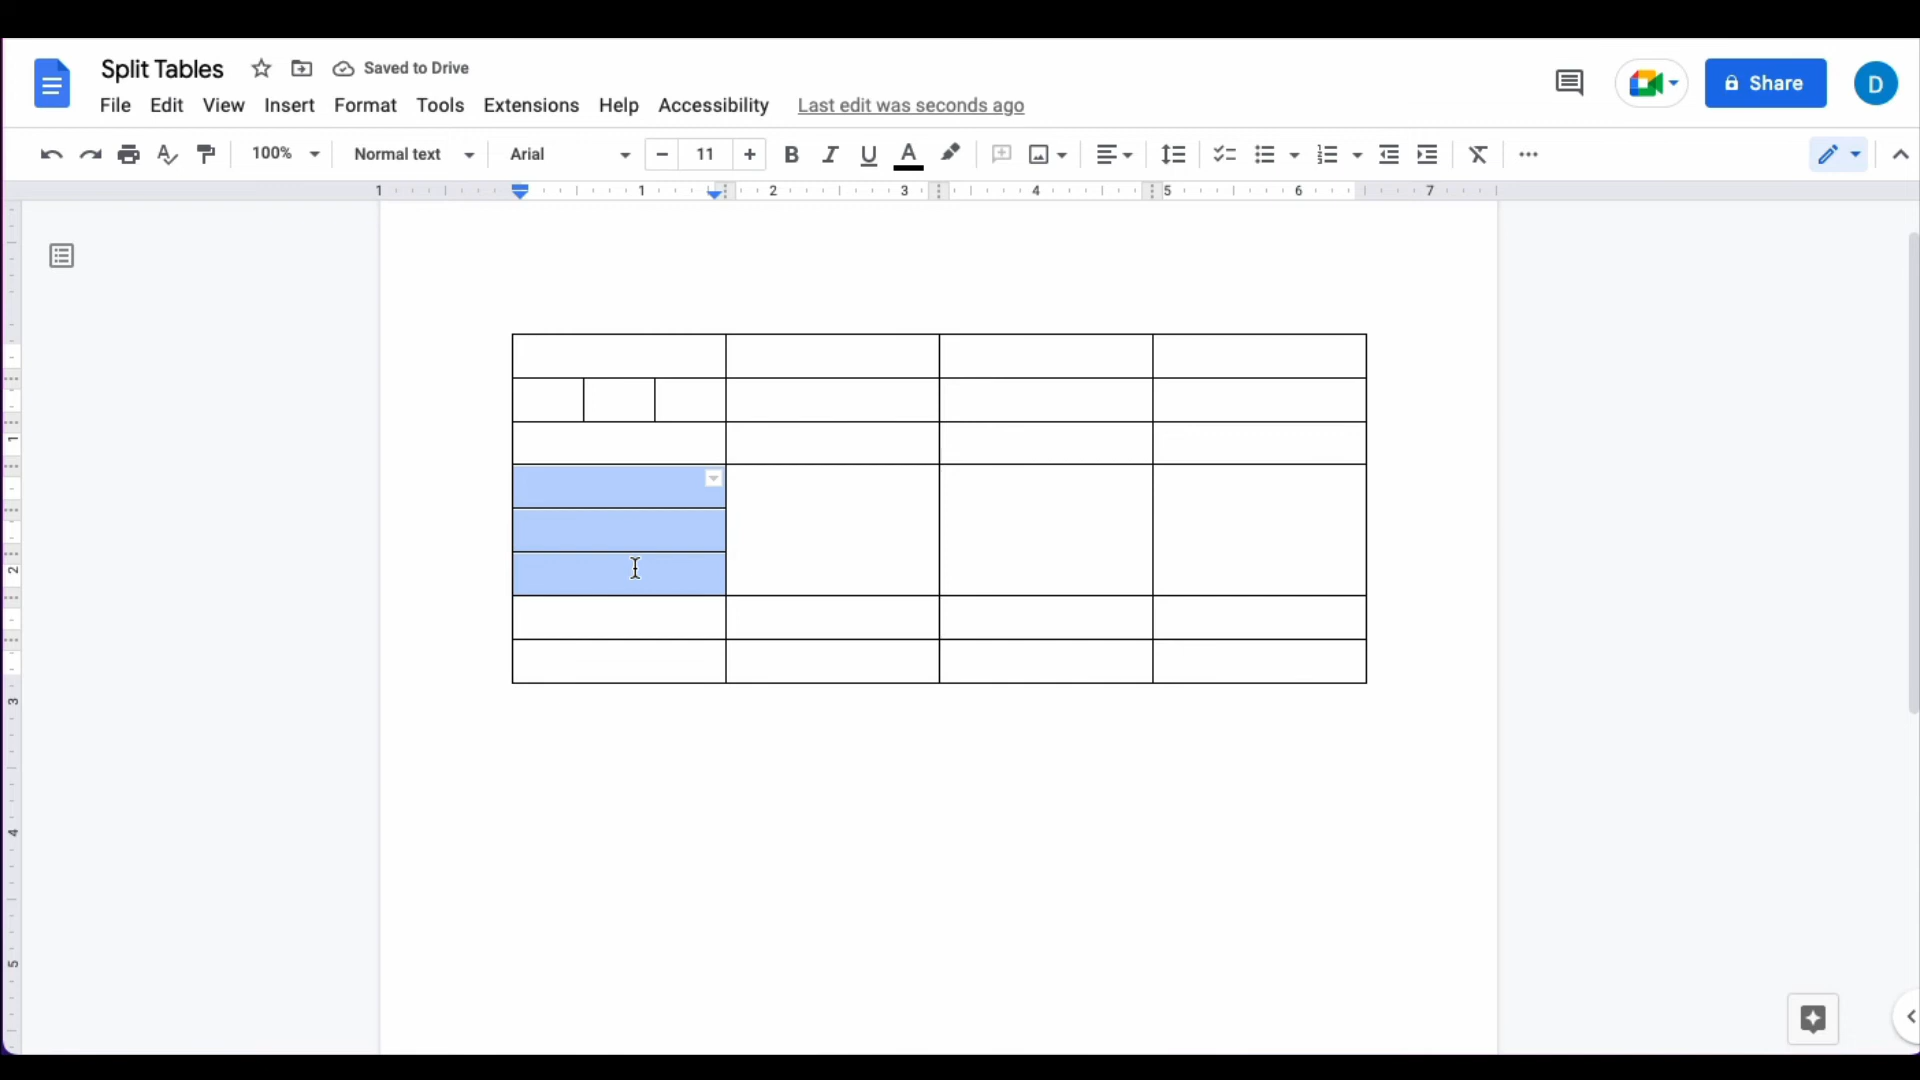 Split Tables Saved to Drive
File Edit View Insert Format Tools Extensions Help Accessibility Last edit was seconds ago
Share
D
100% Normal text Arial − 11 + B I U A
1 1 2 3 4 5 6 7
1
2
3
4
5